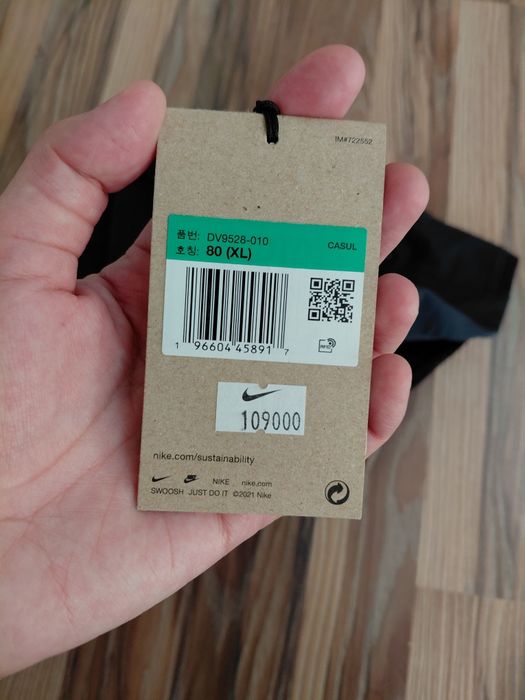 IM#722552
품번: DV9528-010
호칭: 80 (XL)
CASUL
1 96604 45891 7
RFID
109000
nike.com/sustainability
NIKE nike.com
SWOOSH JUST DO IT ©2021 Nike